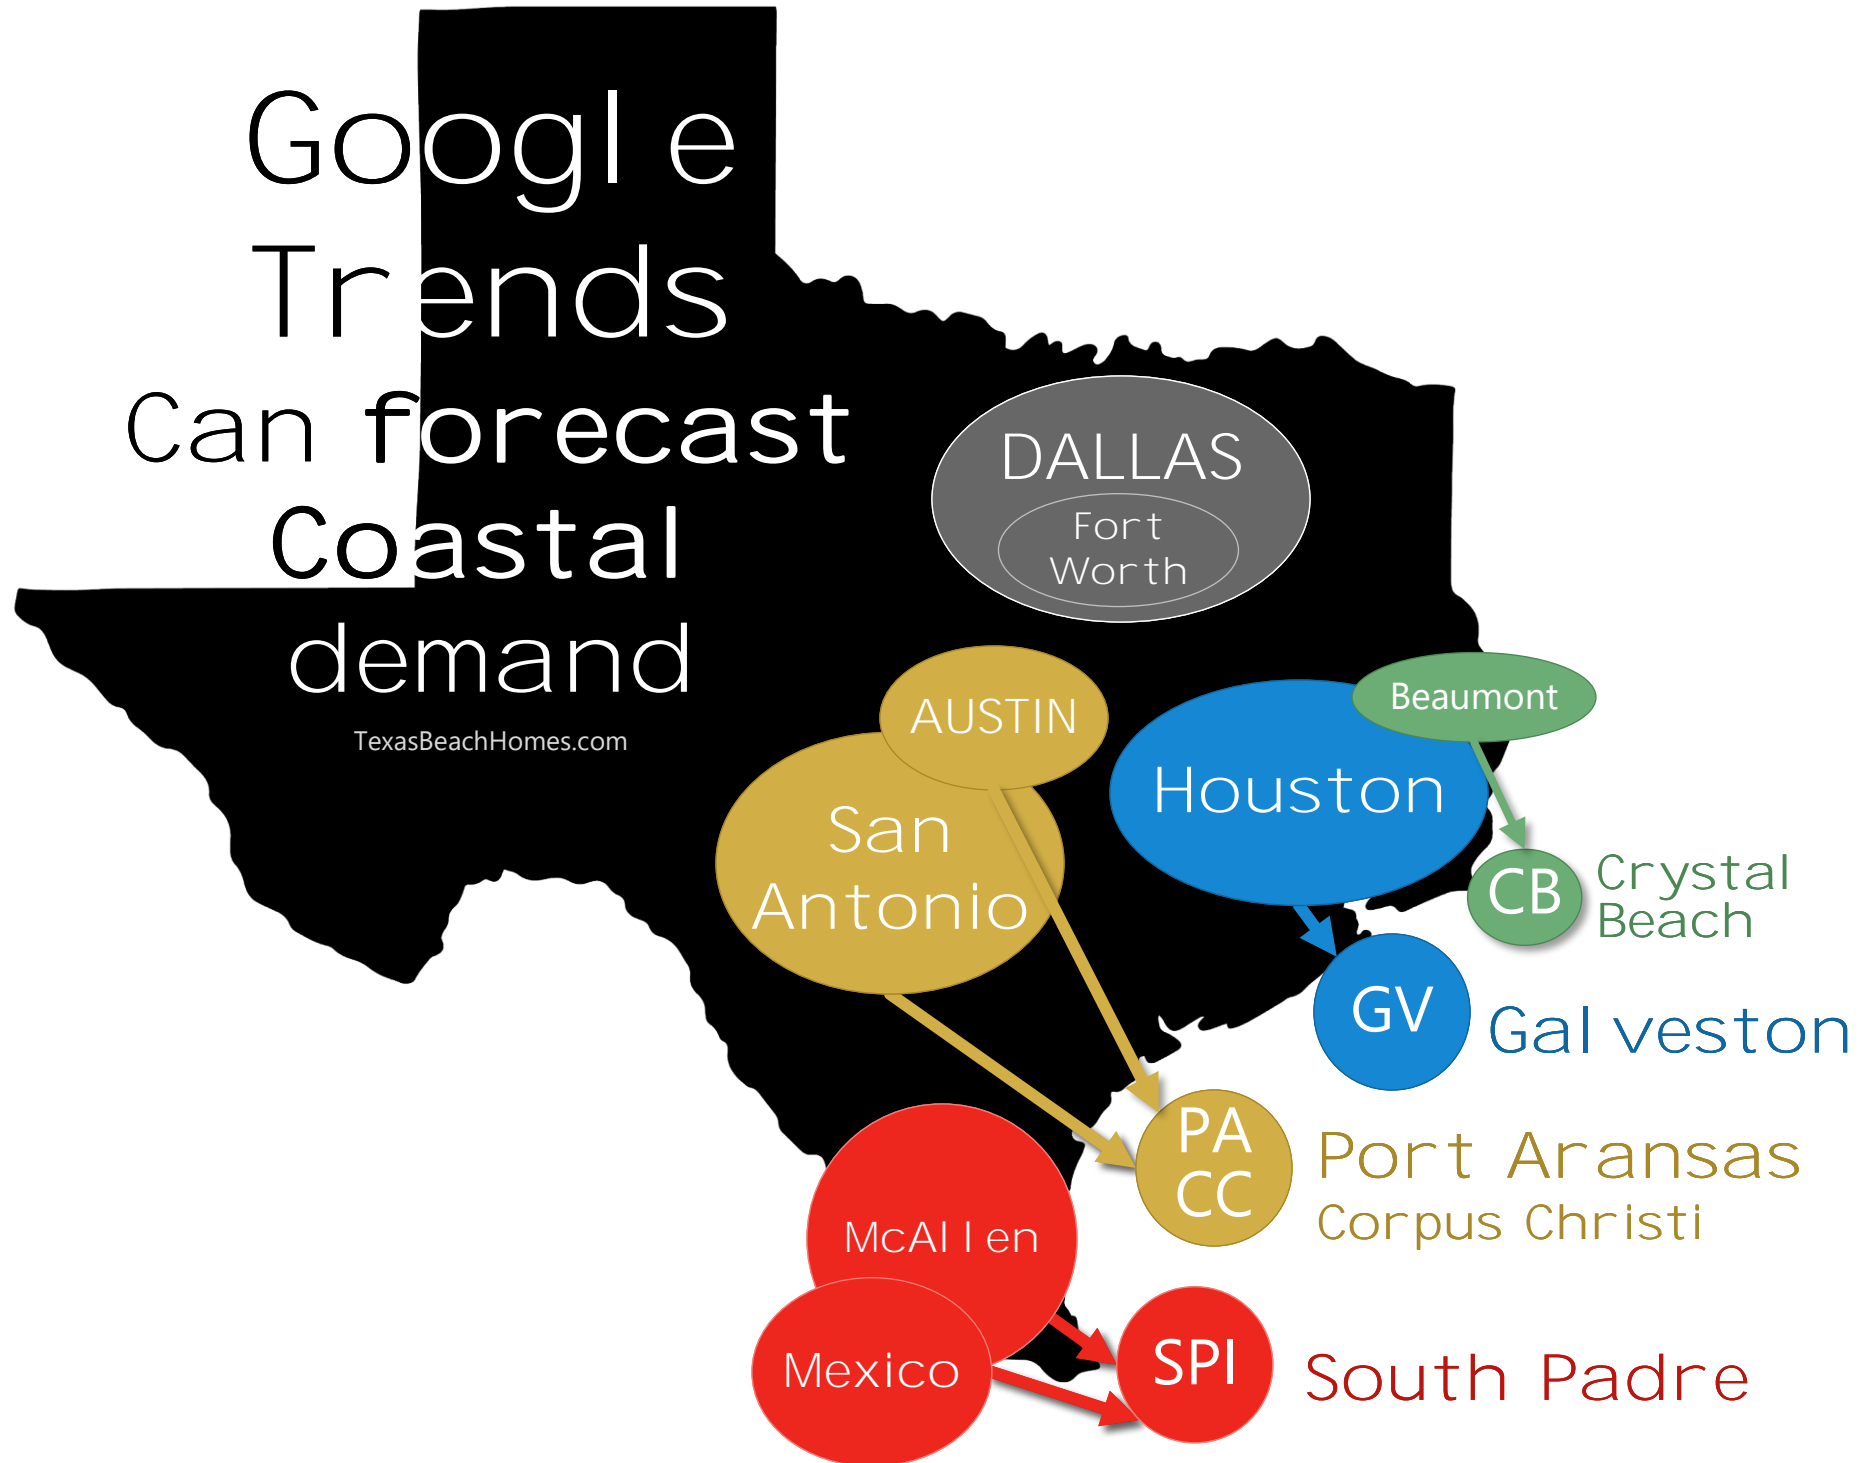 Google
Trends
Can forecast
Coastal
demand
TexasBeachHomes.com
DALLAS
Fort
Worth
AUSTIN
San
Antonio
Houston
Beaumont
CB
Crystal
Beach
GV
Galveston
PA
CC
Port Aransas
Corpus Christi
McAllen
Mexico
SPI
South Padre